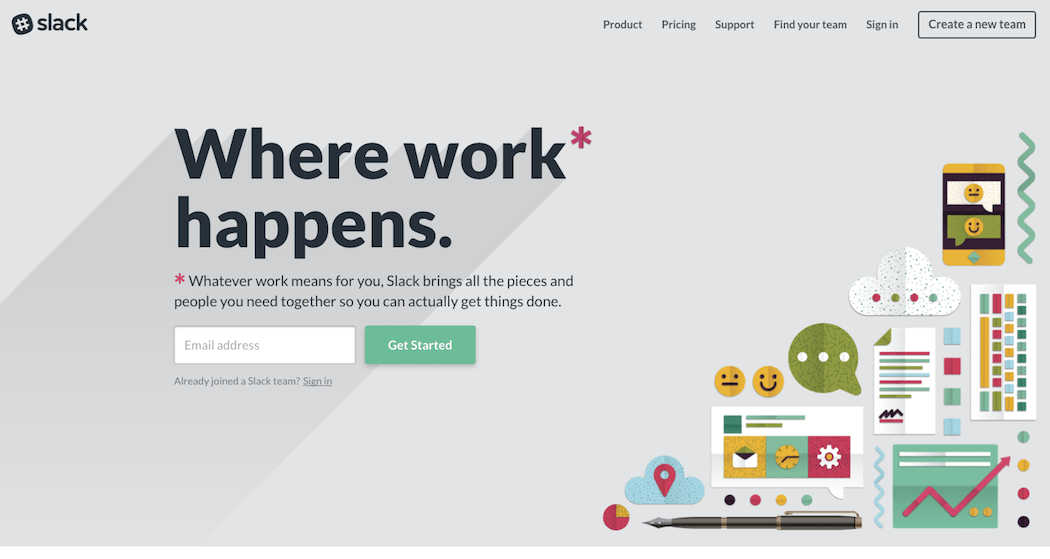 slack
Product Pricing Support Find your team Sign in Create a new team
Where work*
happens.
* Whatever work means for you, Slack brings all the pieces and
people you need together so you can actually get things done.
Email address Get Started
Already joined a Slack team? Sign in